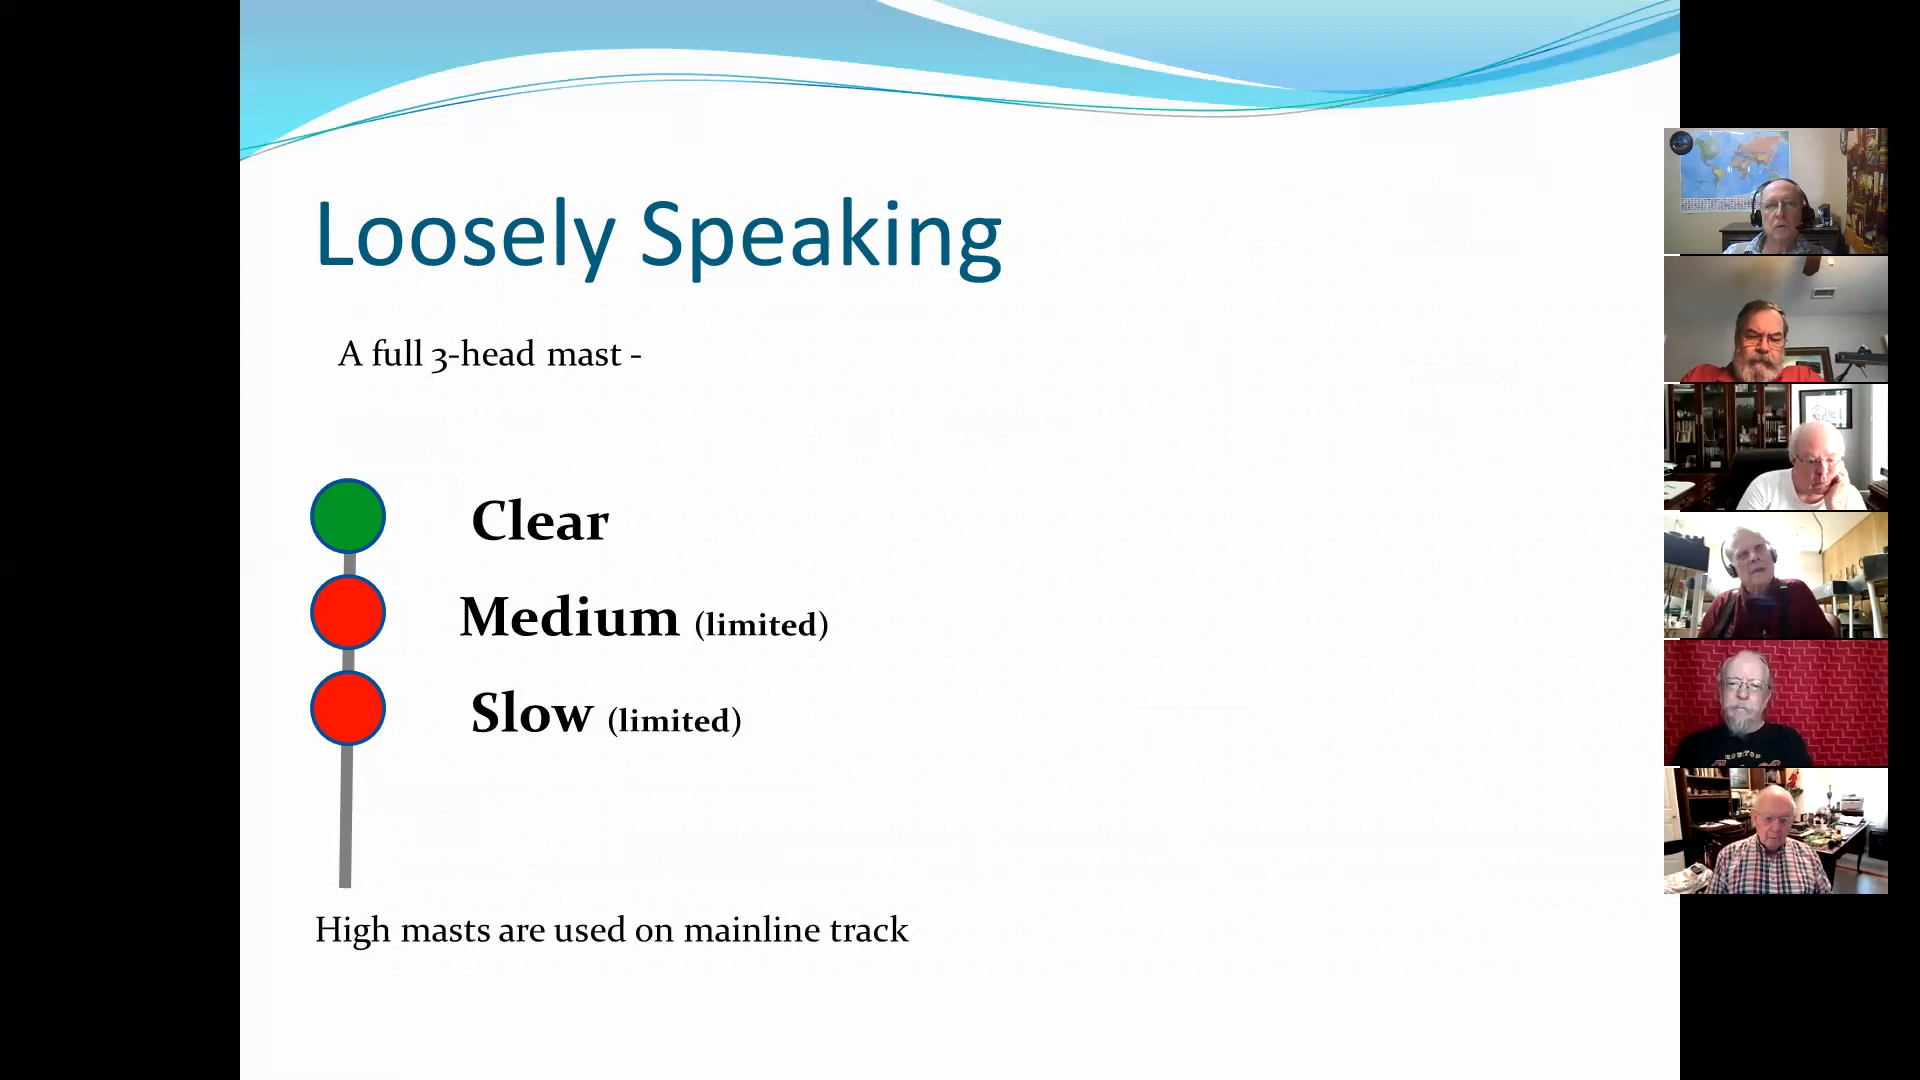 Loosely Speaking
A full 3-head mast -
Clear
Medium (limited)
Slow (limited)
High masts are used on mainline track